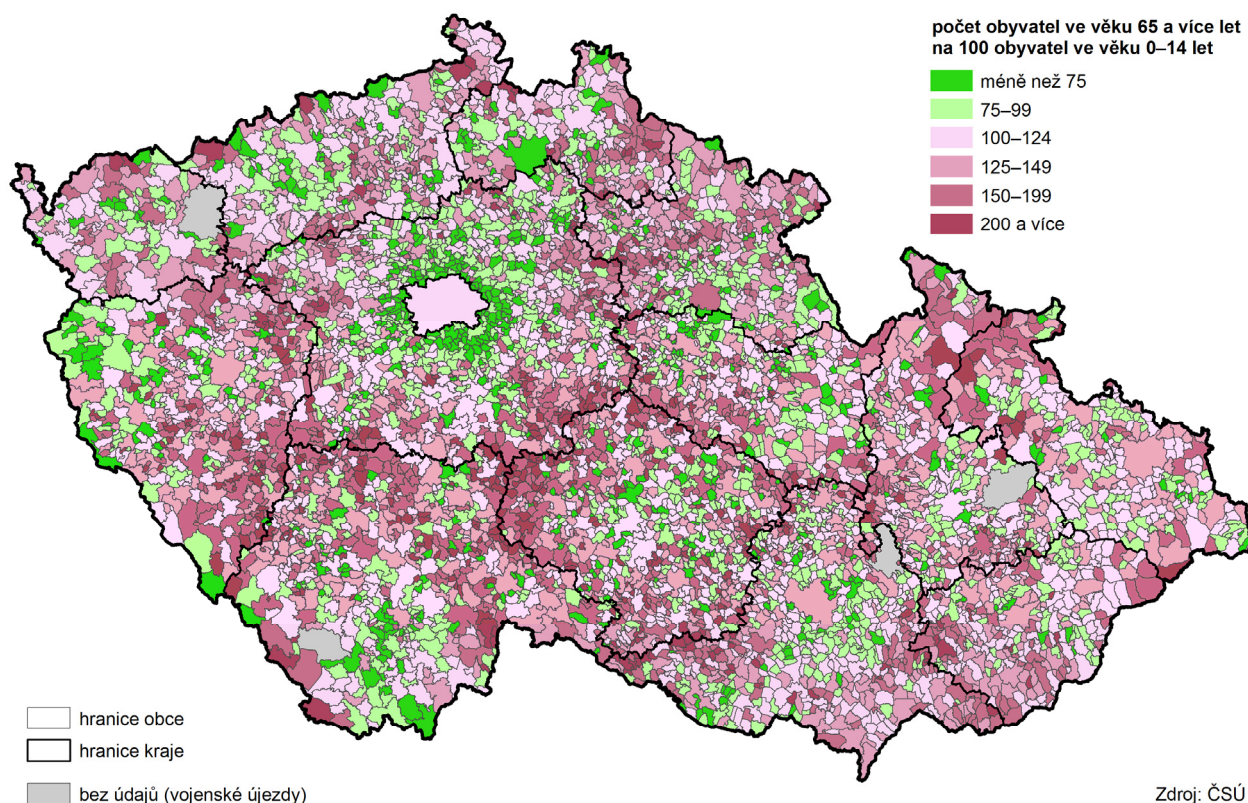 počet obyvatel ve věku 65 a více let
na 100 obyvatel ve věku 0–14 let
méně než 75
75–99
100–124
125–149
150–199
200 a více
hranice obce
hranice kraje
bez údajů (vojenské újezdy)
Zdroj: ČSÚ